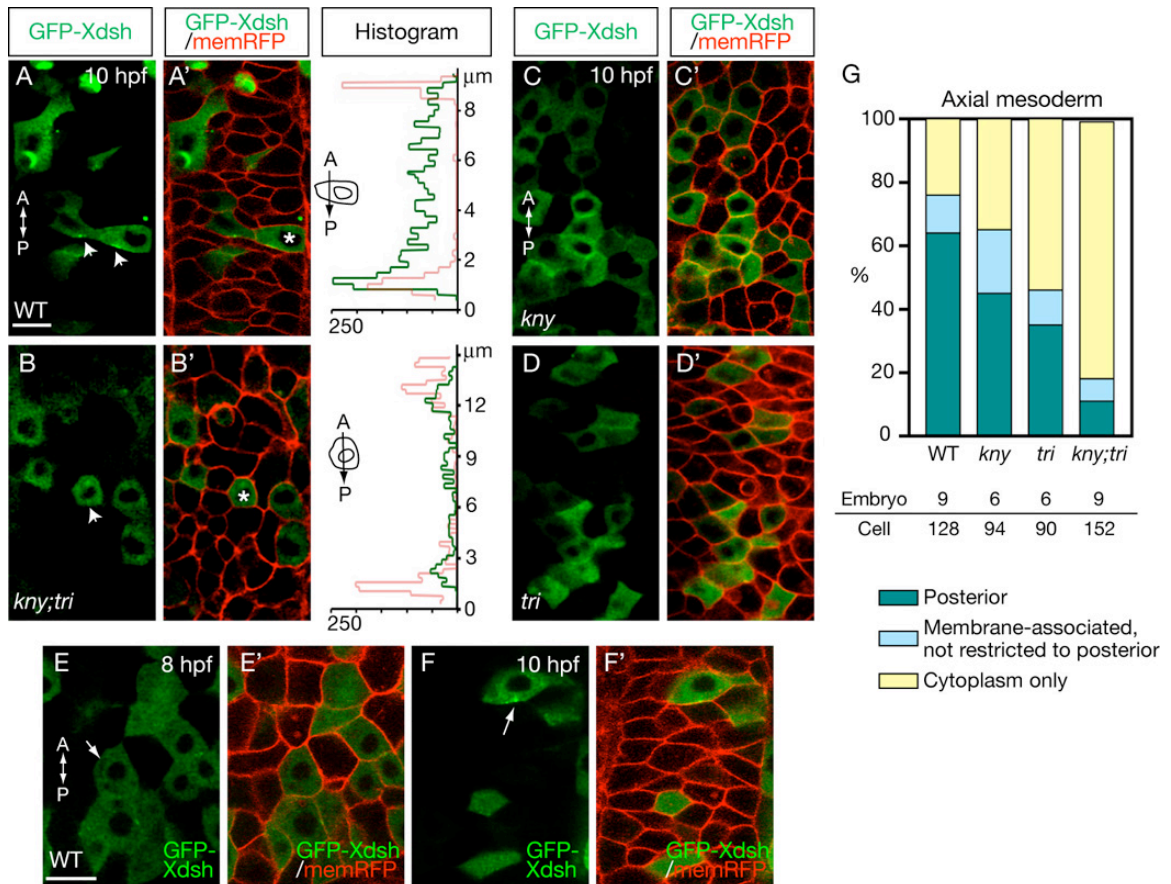 GFP-Xdsh
GFP-Xdsh
/memRFP
Histogram
GFP-Xdsh
GFP-Xdsh
/memRFP
A 10 hpf
A
P
WT
A’
*
A
P
μm
8
6
4
2
0
250
C 10 hpf
A
P
kny
C’
B
kny;tri
B’
*
A
P
μm
12
9
6
3
0
250
D
tri
D’
G
Axial mesoderm
100
80
60
%
40
20
0
WT kny tri kny;tri
Embryo 9 6 6 9
Cell 128 94 90 152
Posterior
Membrane-associated,
not restricted to posterior
Cytoplasm only
E 8 hpf
A
P
WT
GFP-
Xdsh
E’
GFP-Xdsh
/memRFP
F 10 hpf
GFP-
Xdsh
F’
GFP-Xdsh
/memRFP